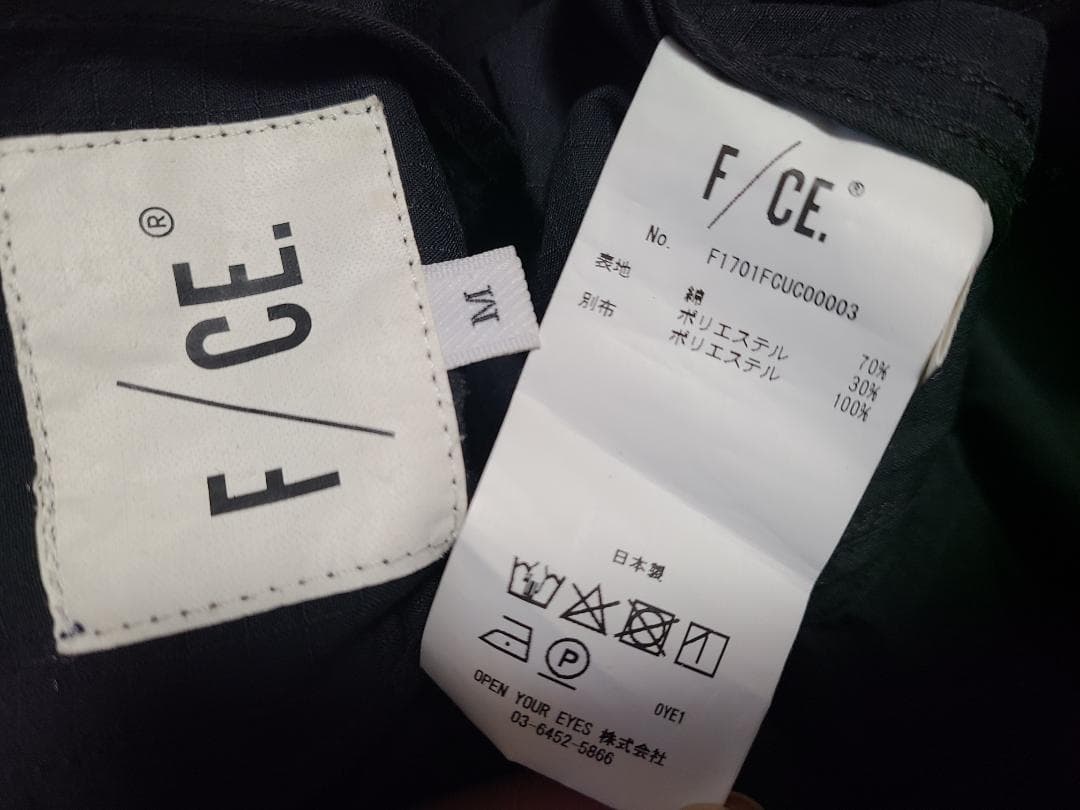 F/CE.®
M
F/CE.®
No. F1701FCUC00003
表地 綿 70%
ポリエステル 30%
別布 ポリエステル 100%
日本製
P
OYE1
OPEN YOUR EYES 株式会社
03-6452-5866